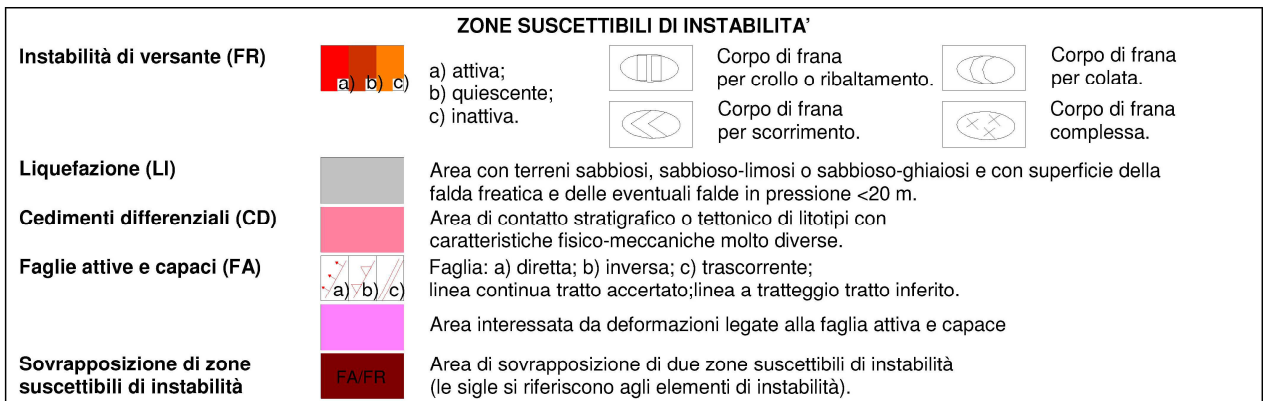 ZONE SUSCETTIBILI DI INSTABILITA’
Instabilità di versante (FR)
a) b) c)
a) attiva;
b) quiescente;
c) inattiva.
Corpo di frana
per crollo o ribaltamento.
Corpo di frana
per colata.
Corpo di frana
per scorrimento.
Corpo di frana
complessa.
Liquefazione (LI)
Area con terreni sabbiosi, sabbioso-limosi o sabbioso-ghiaiosi e con superficie della
falda freatica e delle eventuali falde in pressione <20 m.
Cedimenti differenziali (CD)
Area di contatto stratigrafico o tettonico di litotipi con
caratteristiche fisico-meccaniche molto diverse.
Faglie attive e capaci (FA)
a) b) c)
Faglia: a) diretta; b) inversa; c) trascorrente;
linea continua tratto accertato;linea a tratteggio tratto inferito.
Area interessata da deformazioni legate alla faglia attiva e capace
Sovrapposizione di zone
suscettibili di instabilità
FA/FR
Area di sovrapposizione di due zone suscettibili di instabilità
(le sigle si riferiscono agli elementi di instabilità).